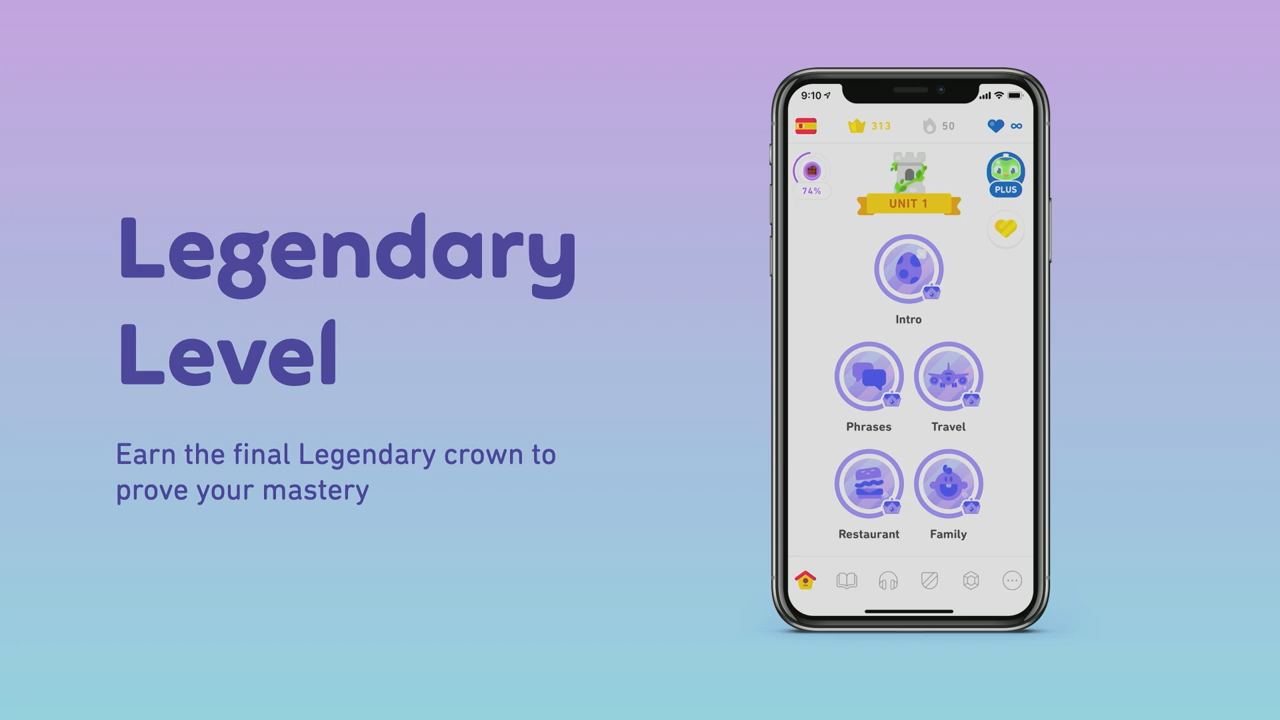 Legendary
Level
Earn the final Legendary crown to
prove your mastery
9:10
313
50
∞
74%
UNIT 1
PLUS
Intro
Phrases
Travel
Restaurant
Family